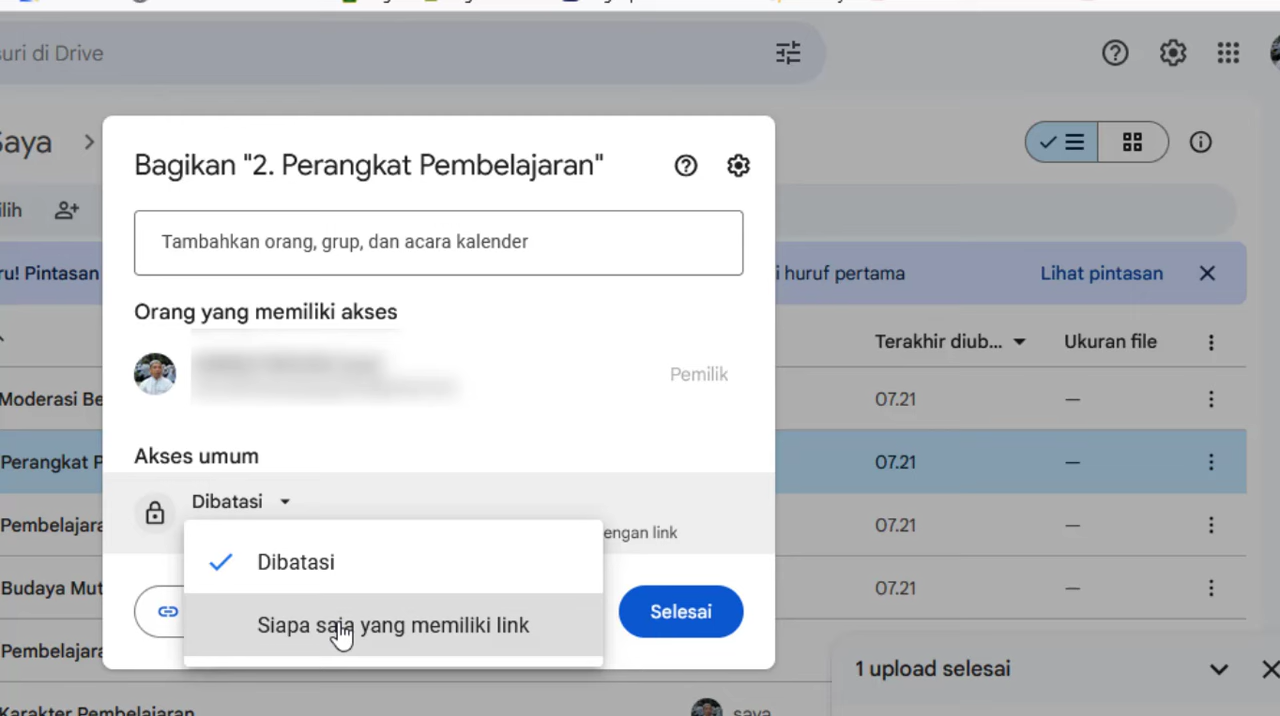 suri di Drive
Saya
Bagikan "2. Perangkat Pembelajaran"
ilih
Tambahkan orang, grup, dan acara kalender
ru! Pintasan
i huruf pertama
Lihat pintasan
Orang yang memiliki akses
Terakhir diub...
Ukuran file
Pemilik
Moderasi Be
07.21
—
Akses umum
Perangkat P
07.21
—
Dibatasi
engan link
Pembelajara
07.21
—
Dibatasi
Budaya Mut
07.21
—
Siapa saja yang memiliki link
Selesai
Pembelajara
1 upload selesai
Karakter Pembelajaran
saya